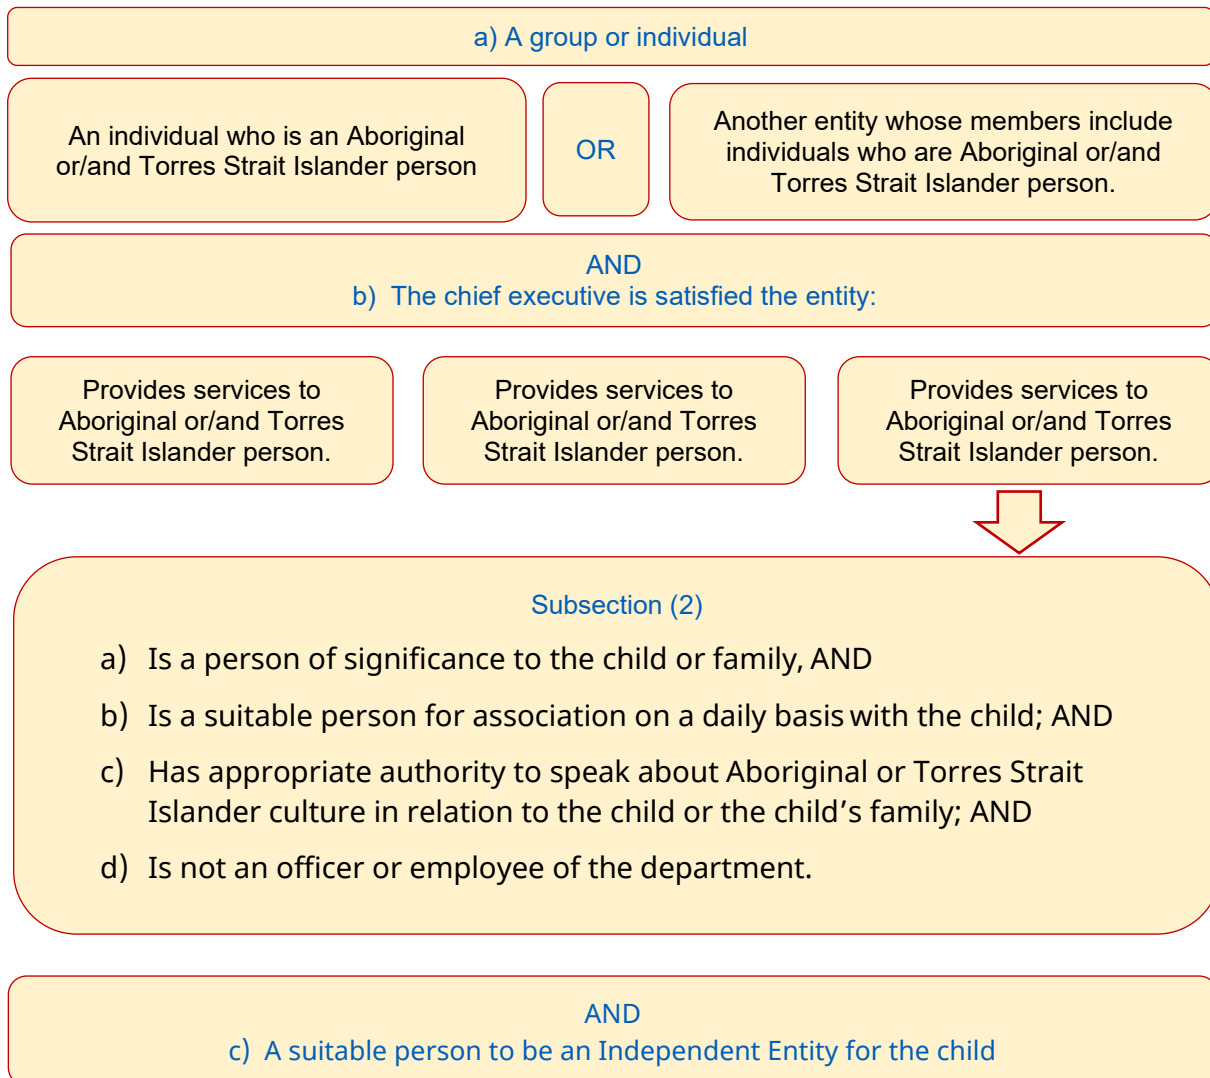 a) A group or individual
An individual who is an Aboriginal
or/and Torres Strait Islander person
OR
Another entity whose members include
individuals who are Aboriginal or/and
Torres Strait Islander person.
AND
b) The chief executive is satisfied the entity:
Provides services to
Aboriginal or/and Torres
Strait Islander person.
Provides services to
Aboriginal or/and Torres
Strait Islander person.
Provides services to
Aboriginal or/and Torres
Strait Islander person.
Subsection (2)
a) Is a person of significance to the child or family, AND
b) Is a suitable person for association on a daily basis with the child; AND
c) Has appropriate authority to speak about Aboriginal or Torres Strait
Islander culture in relation to the child or the child’s family; AND
d) Is not an officer or employee of the department.
AND
c) A suitable person to be an Independent Entity for the child